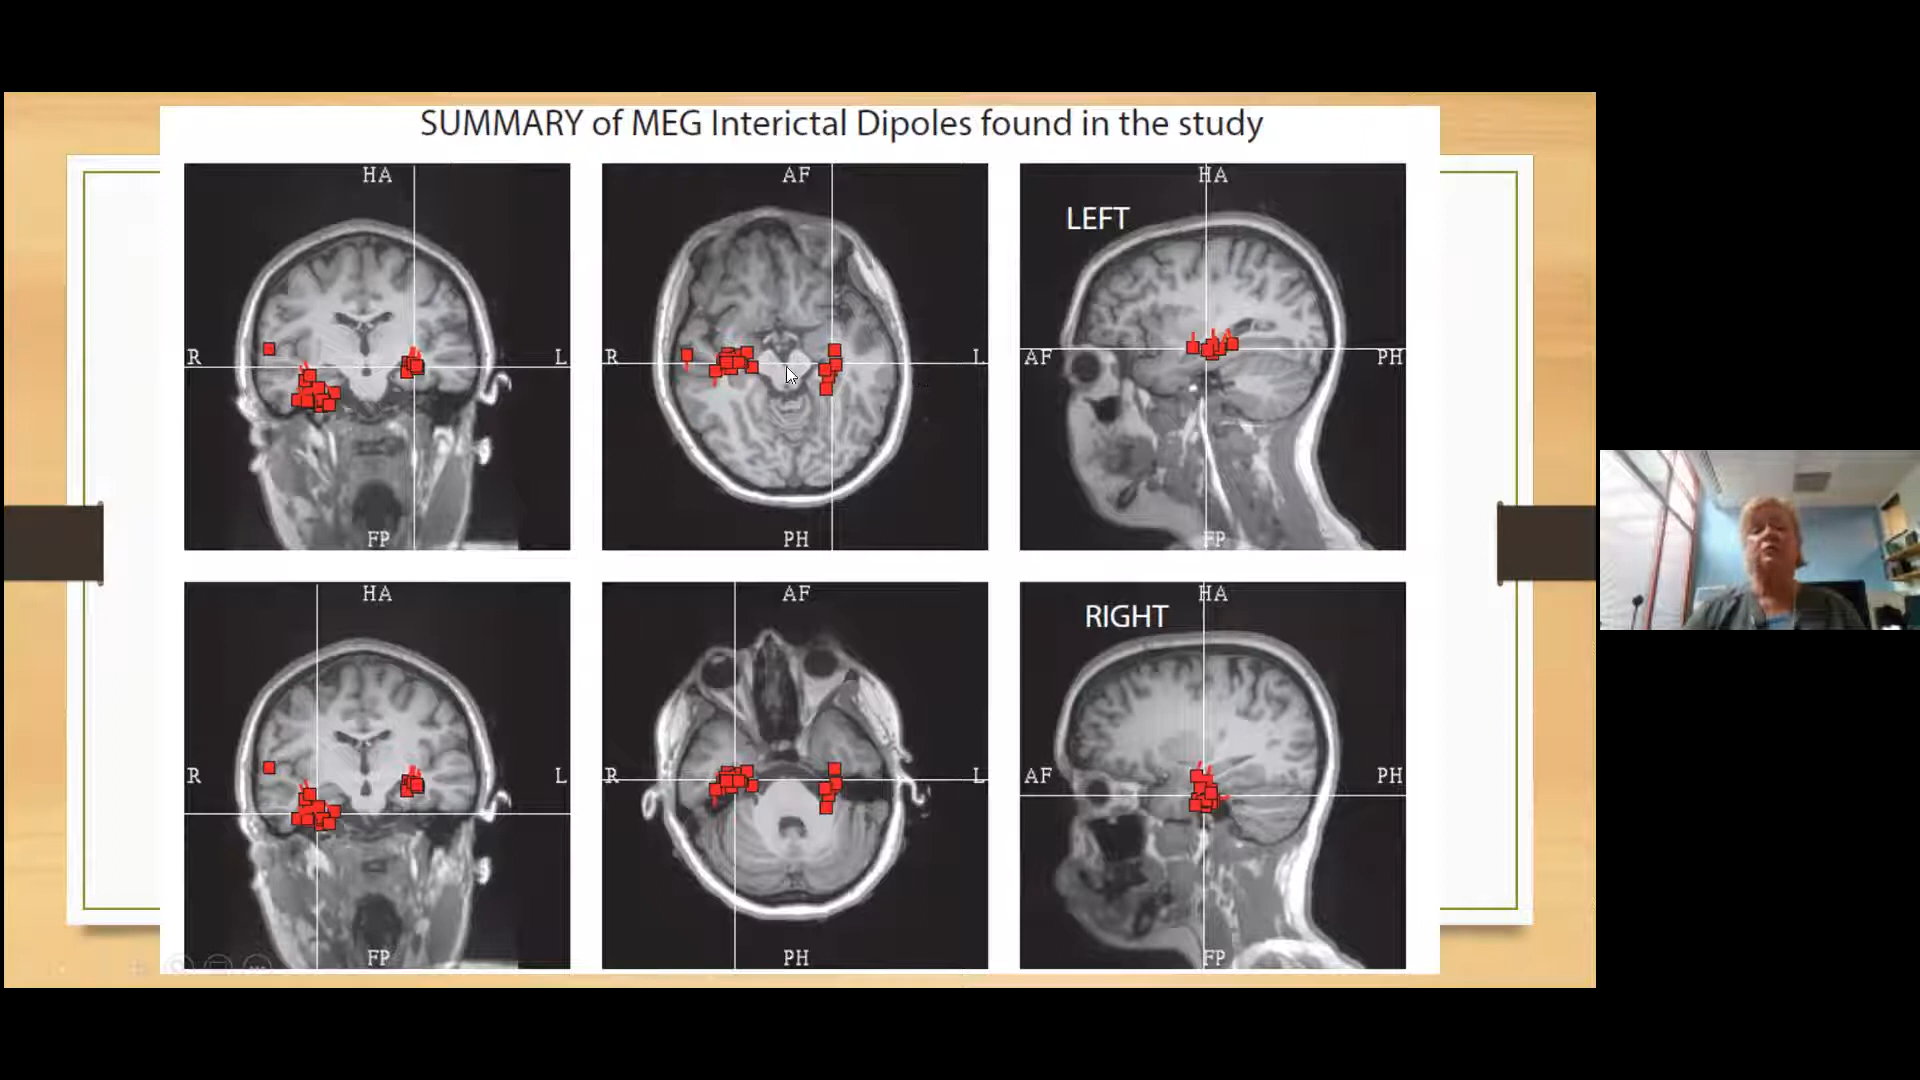 SUMMARY of MEG Interictal Dipoles found in the study
HA
R
L
FP
AF
R
L
PH
LEFT
HA
AF
PH
FP
HA
R
L
FP
AF
R
L
PH
RIGHT
HA
AF
PH
FP